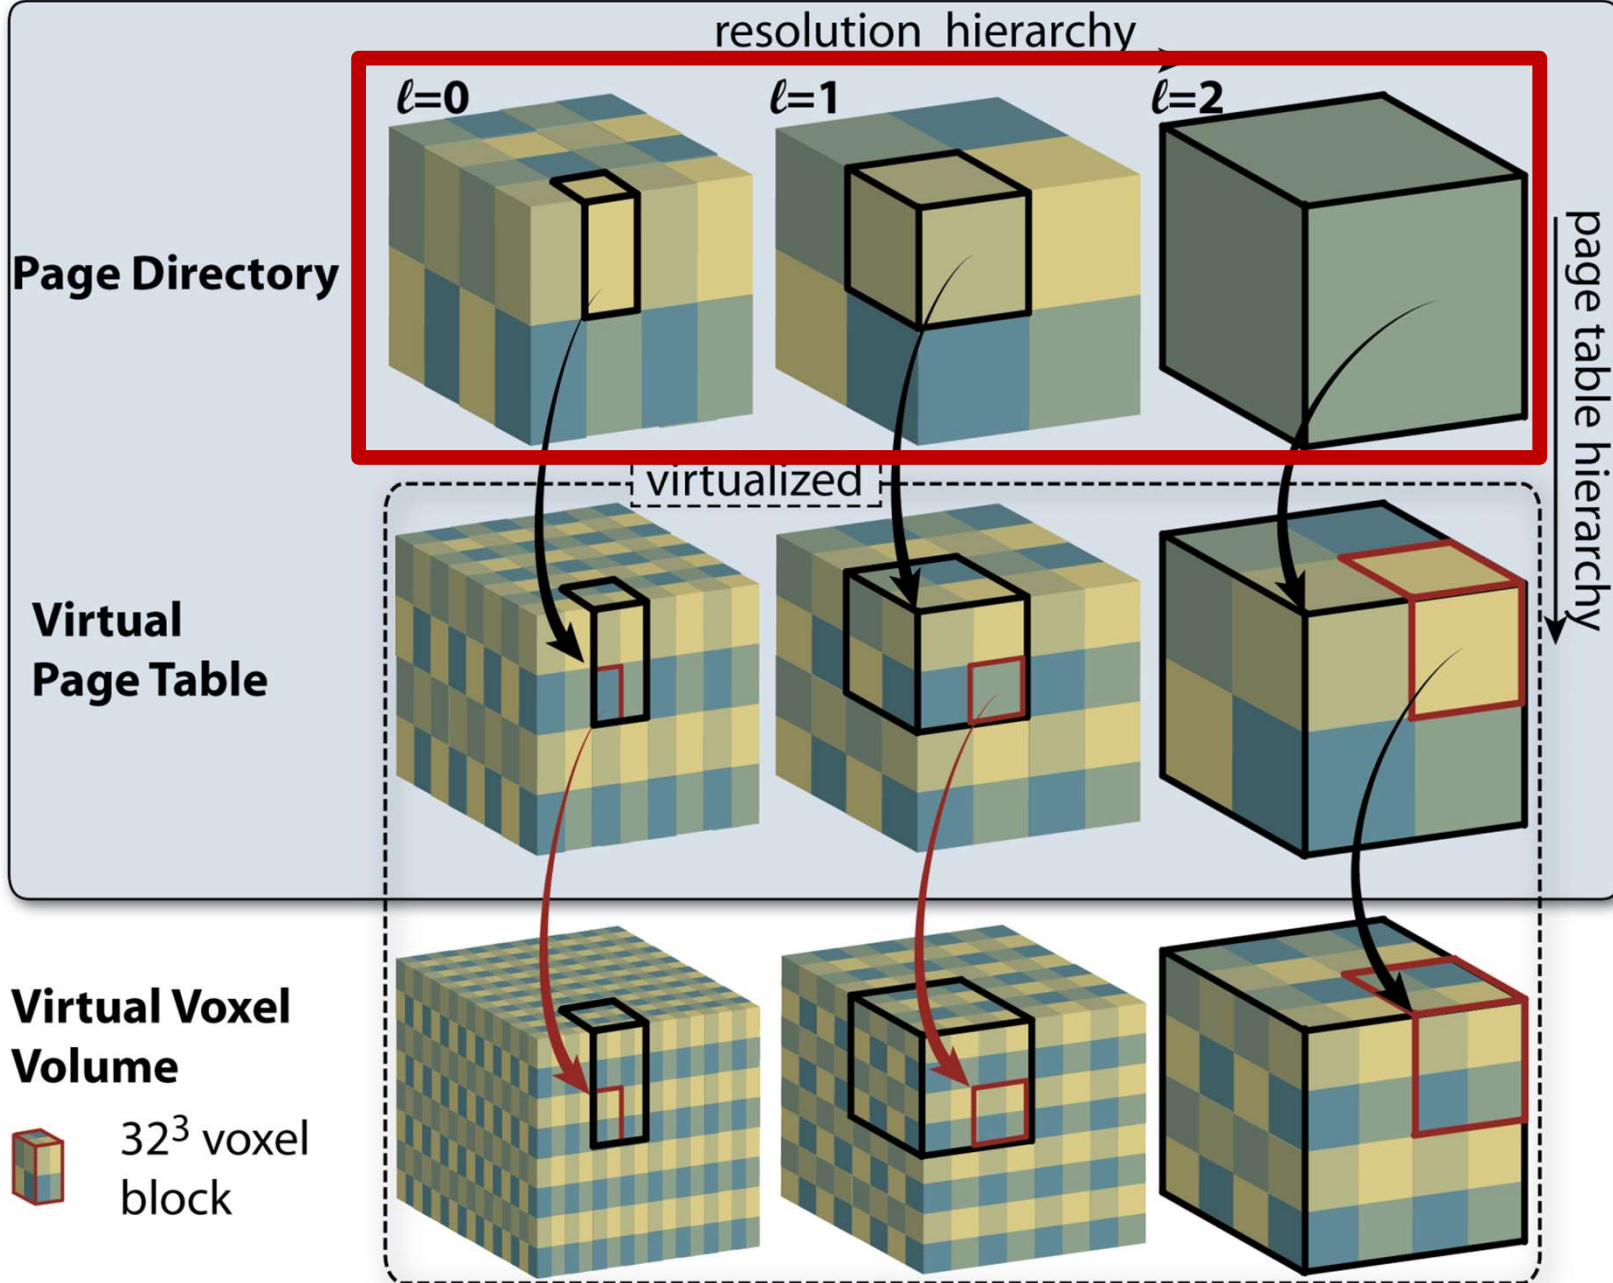 resolution hierarchy
ℓ=0
ℓ=1
ℓ=2
Page Directory
page table hierarchy
virtualized
Virtual
Page Table
Virtual Voxel
Volume
32³ voxel
block